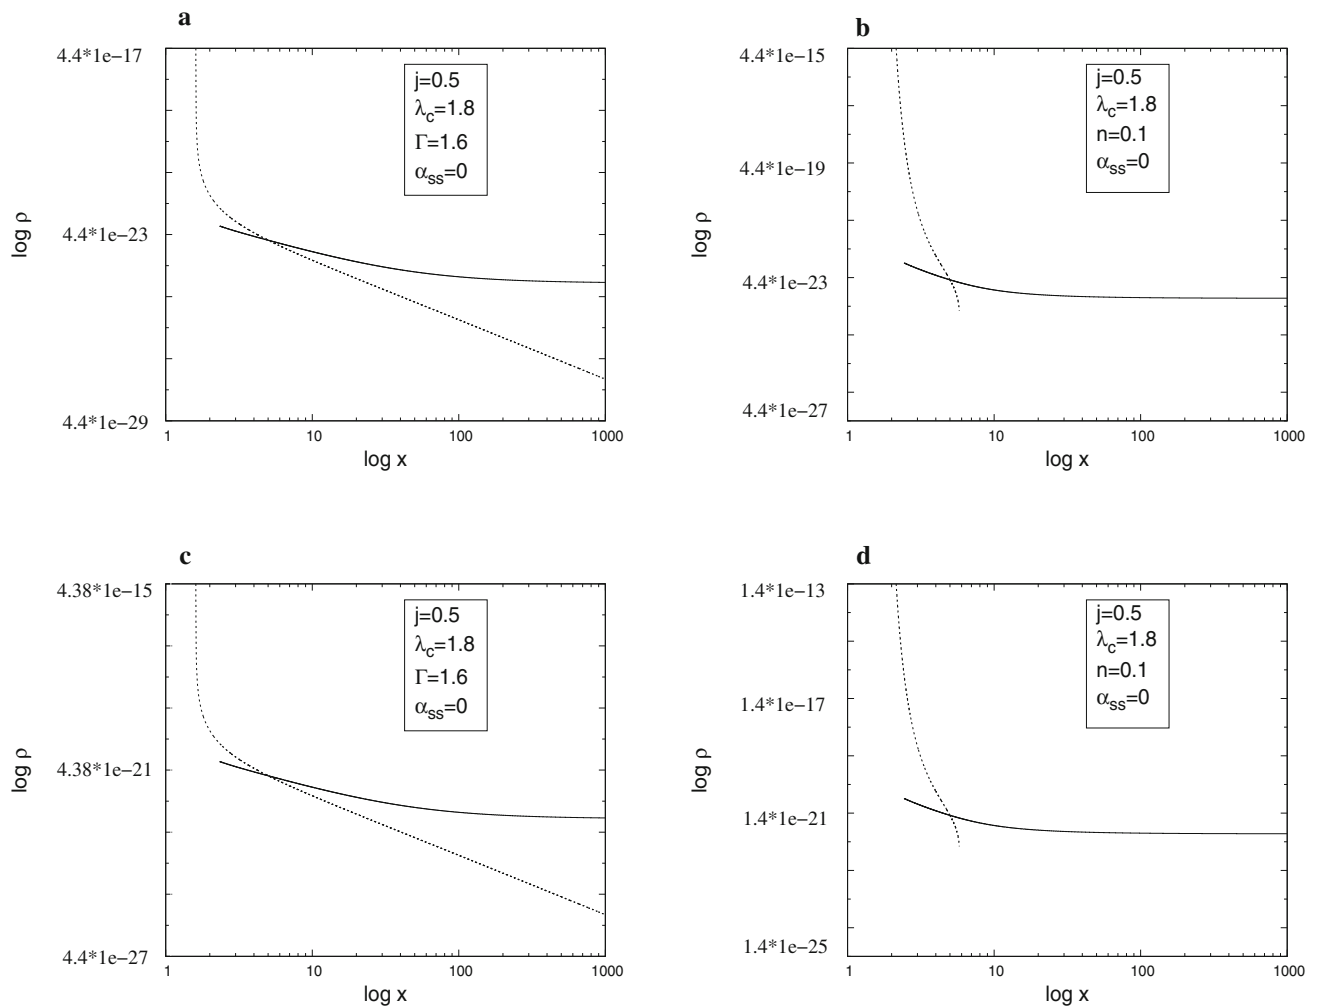 a
4.4*1e−17
4.4*1e−23
4.4*1e−29
log ρ
j=0.5
λc=1.8
Γ=1.6
αss=0
1 10 100 1000
log x
b
4.4*1e−15
4.4*1e−19
4.4*1e−23
4.4*1e−27
log ρ
j=0.5
λc=1.8
n=0.1
αss=0
1 10 100 1000
log x
c
4.38*1e−15
4.38*1e−21
4.4*1e−27
log ρ
j=0.5
λc=1.8
Γ=1.6
αss=0
1 10 100 1000
log x
d
1.4*1e−13
1.4*1e−17
1.4*1e−21
1.4*1e−25
log ρ
j=0.5
λc=1.8
n=0.1
αss=0
1 10 100 1000
log x